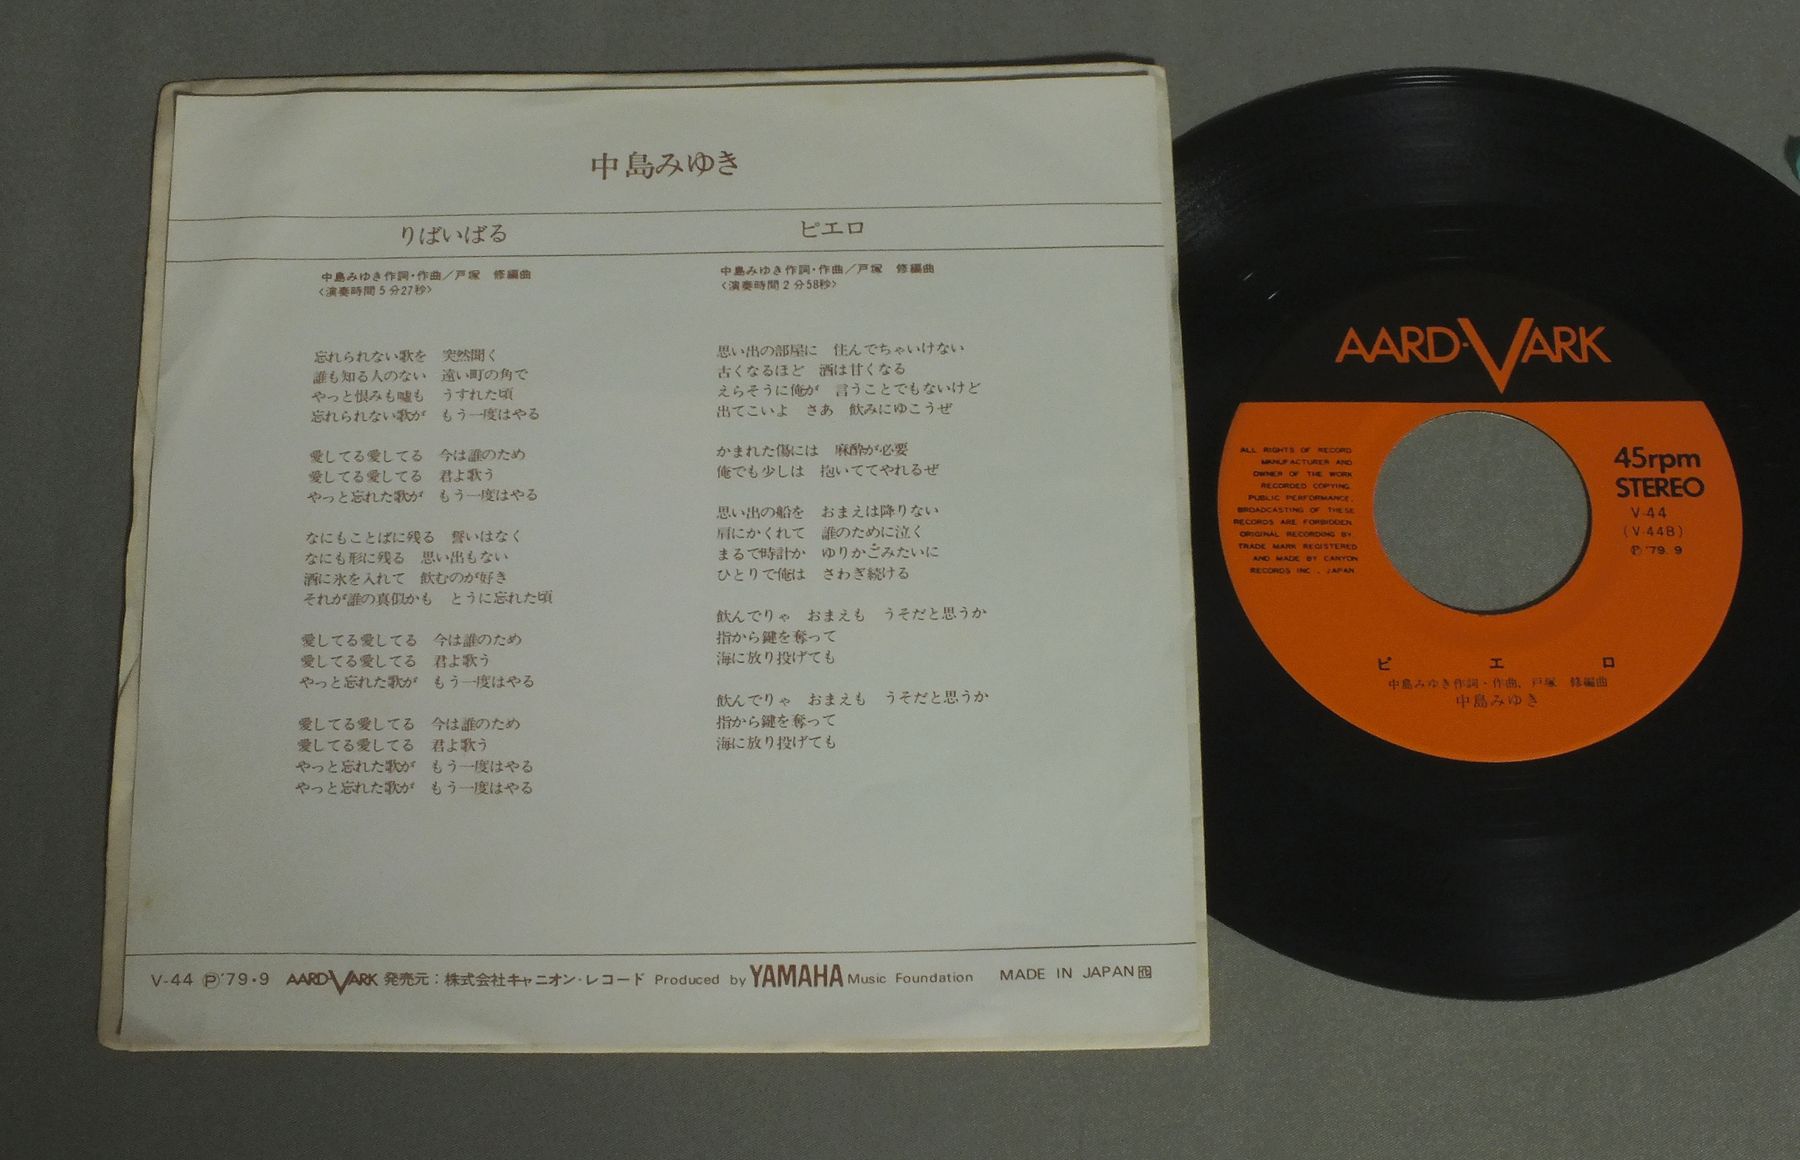 中島みゆき
りばいばる
中島みゆき作詞・作曲／戸塚　修編曲
〈演奏時間5分27秒〉
忘れられない歌を　突然聞く
誰も知る人のない　遠い町の角で
やっと恨みも嘘も　うすれた頃
忘れられない歌が　もう一度はやる
愛してる愛してる　今は誰のため
愛してる愛してる　君よ歌う
やっと忘れた歌が　もう一度はやる
なにもことばに残る　誓いはなく
なにも形に残る　思い出もない
酒に氷を入れて　飲むのが好き
それが誰の真似かも　とうに忘れた頃
愛してる愛してる　今は誰のため
愛してる愛してる　君よ歌う
やっと忘れた歌が　もう一度はやる
愛してる愛してる　今は誰のため
愛してる愛してる　君よ歌う
やっと忘れた歌が　もう一度はやる
やっと忘れた歌が　もう一度はやる
ピエロ
中島みゆき作詞・作曲／戸塚　修編曲
〈演奏時間2分58秒〉
思い出の部屋に　住んでちゃいけない
古くなるほど　酒は甘くなる
えらそうに俺が　言うことでもないけど
出てこいよ　さあ　飲みにゆこうぜ
かまれた傷には　麻酔が必要
俺でも少しは　抱いててやれるぜ
思い出の船を　おまえは降りない
肩にかくれて　誰のために泣く
まるで時計か　ゆりかごみたいに
ひとりで俺は　さわぎ続ける
飲んでりゃ　おまえも　うそだと思うか
指から鍵を奪って
海に放り投げても
飲んでりゃ　おまえも　うそだと思うか
指から鍵を奪って
海に放り投げても
V-44 Ⓟ'79・9 AARD-VARK 発売元：株式会社キャニオン・レコード Produced by YAMAHA Music Foundation MADE IN JAPAN
AARD・VARK
ALL RIGHTS OF RECORD
MANUFACTURER AND
OWNER OF THE WORK
RECORDED COPYING,
PUBLIC PERFORMANCE,
BROADCASTING OF THESE
RECORDS ARE FORBIDDEN.
ORIGINAL RECORDING BY,
TRADE MARK REGISTERED
AND MADE BY CANYON
RECORDS INC., JAPAN.
45rpm
STEREO
V-44
(V-44B)
Ⓟ'79. 9
ピエロ
中島みゆき作詞・作曲、戸塚　修編曲
中島みゆき